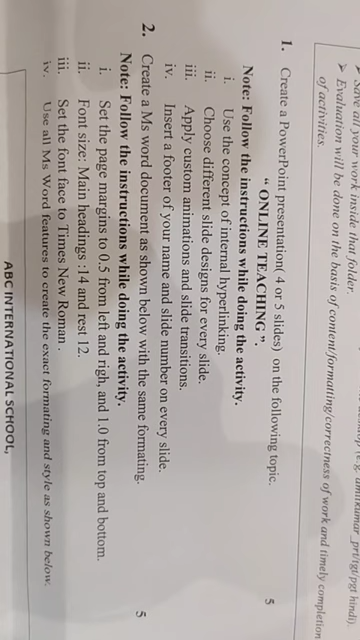 (e.g. amitkumar_prt/tgt/pgt hindi).
➢ Save all your work inside that folder.
➢ Evaluation will be done on the basis of content/formatting/correctness of work and timely completion
of activities.
1. Create a PowerPoint presentation( 4 or 5 slides) on the following topic. 5
“ ONLINE TEACHING”.
Note: Follow the instructions while doing the activity.
i. Use the concept of internal hyperlinking.
ii. Choose different slide designs for every slide.
iii. Apply custom animations and slide transitions.
iv. Insert a footer of your name and slide number on every slide.
2. Create a Ms word document as shown below with the same formating. 5
Note: Follow the instructions while doing the activity.
i. Set the page margins to 0.5 from left and righ, and 1.0 from top and bottom.
ii. Font size: Main headings :14 and rest 12.
iii. Set the font face to Times New Roman .
iv. Use all Ms Word features to create the exact formating and style as shown below.
ABC INTERNATIONAL SCHOOL,